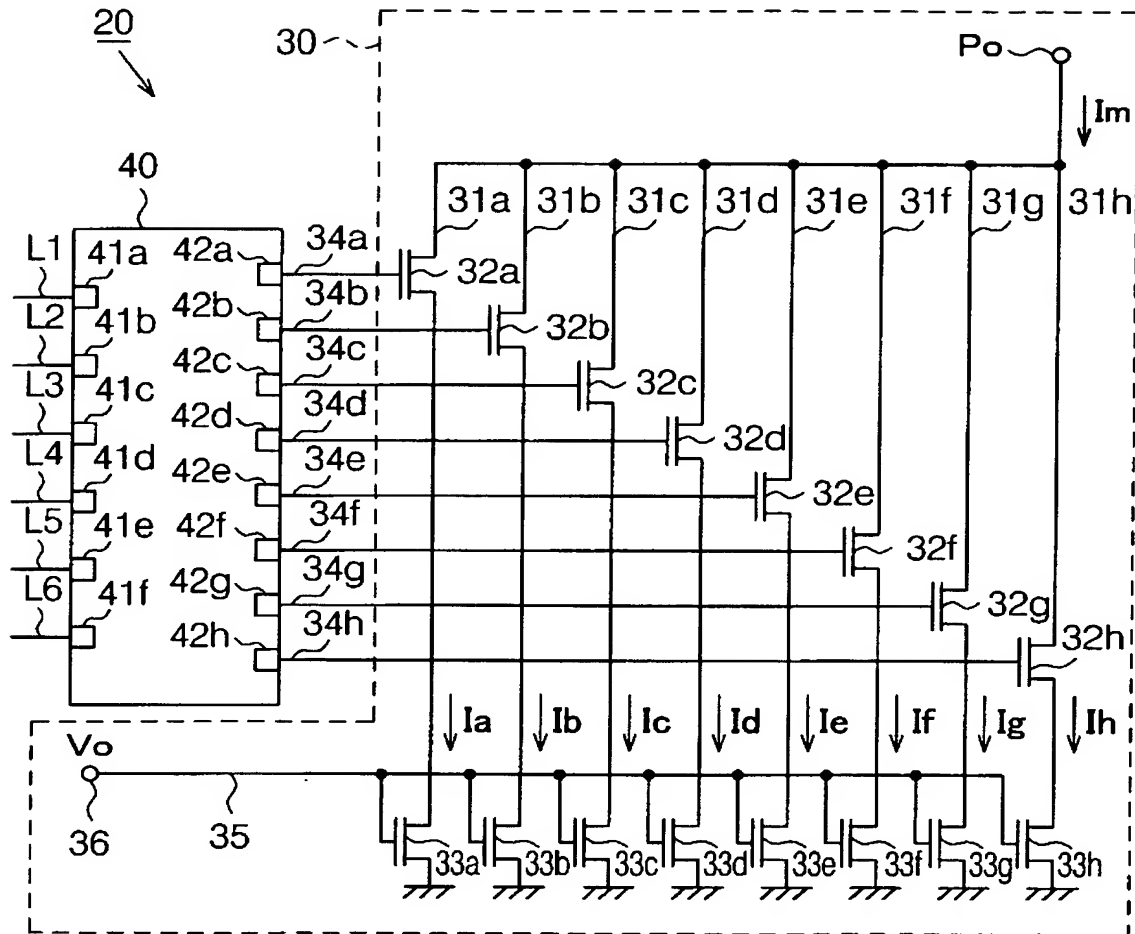 20
30
Po
Im
40
31a 31b 31c 31d 31e 31f 31g 31h
L1 41a 42a 34a 32a
L2 41b 42b 34b 32b
L3 41c 42c 34c 32c
L4 41d 42d 34d 32d
L5 41e 42e 34e 32e
L6 41f 42f 34f 32f
42g 34g 32g
42h 34h 32h
Ia Ib Ic Id Ie If Ig Ih
Vo
36 35
33a 33b 33c 33d 33e 33f 33g 33h